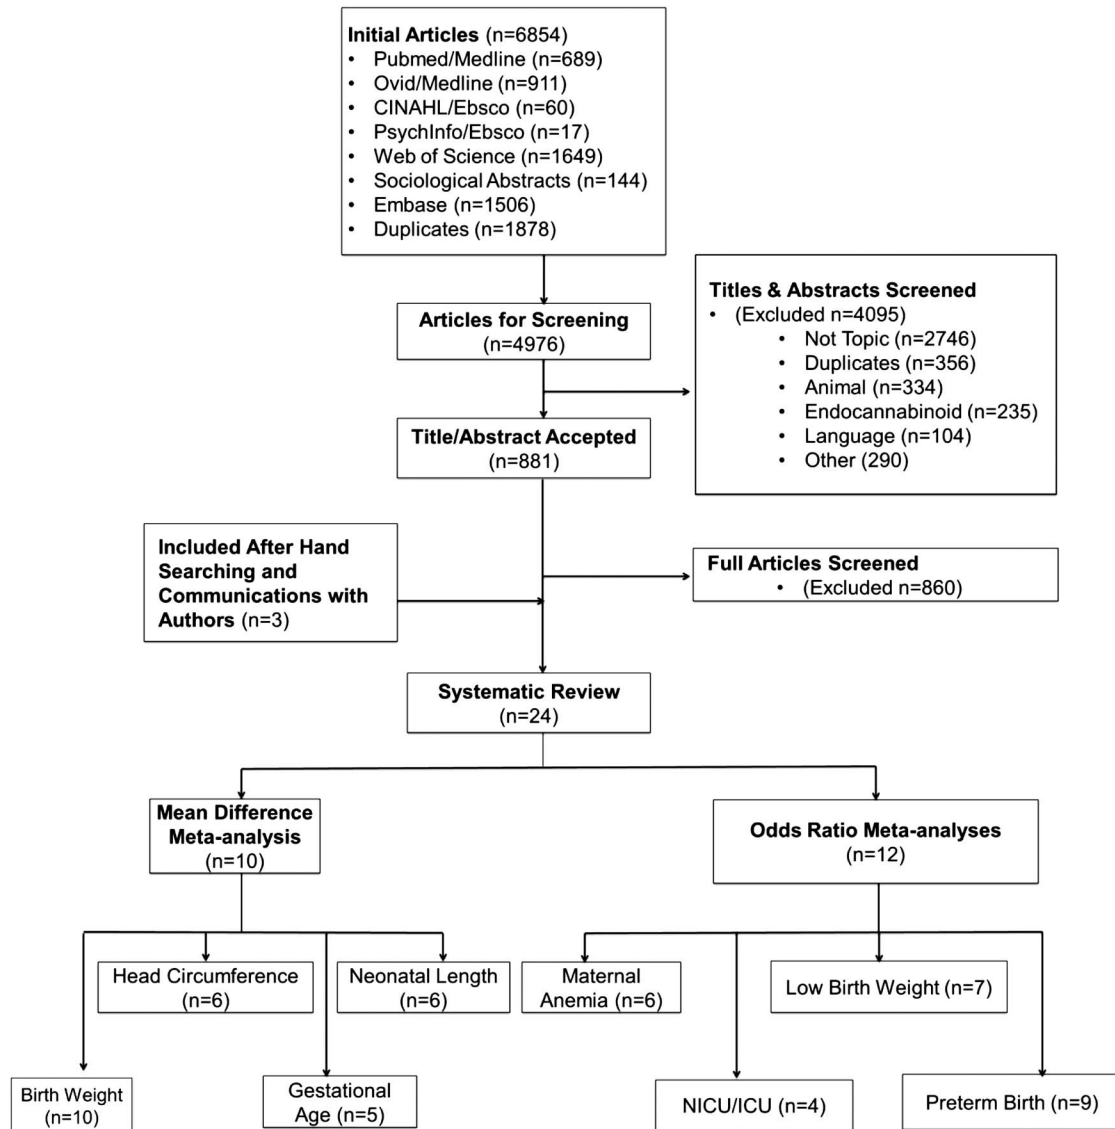 Initial Articles (n=6854)
• Pubmed/Medline (n=689)
• Ovid/Medline (n=911)
• CINAHL/Ebsco (n=60)
• PsychInfo/Ebsco (n=17)
• Web of Science (n=1649)
• Sociological Abstracts (n=144)
• Embase (n=1506)
• Duplicates (n=1878)
Articles for Screening
(n=4976)
Titles & Abstracts Screened
• (Excluded n=4095)
• Not Topic (n=2746)
• Duplicates (n=356)
• Animal (n=334)
• Endocannabinoid (n=235)
• Language (n=104)
• Other (290)
Title/Abstract Accepted
(n=881)
Included After Hand
Searching and
Communications with
Authors (n=3)
Full Articles Screened
• (Excluded n=860)
Systematic Review
(n=24)
Mean Difference
Meta-analysis
(n=10)
Odds Ratio Meta-analyses
(n=12)
Head Circumference
(n=6)
Neonatal Length
(n=6)
Maternal
Anemia (n=6)
Low Birth Weight (n=7)
Birth Weight
(n=10)
Gestational
Age (n=5)
NICU/ICU (n=4)
Preterm Birth (n=9)